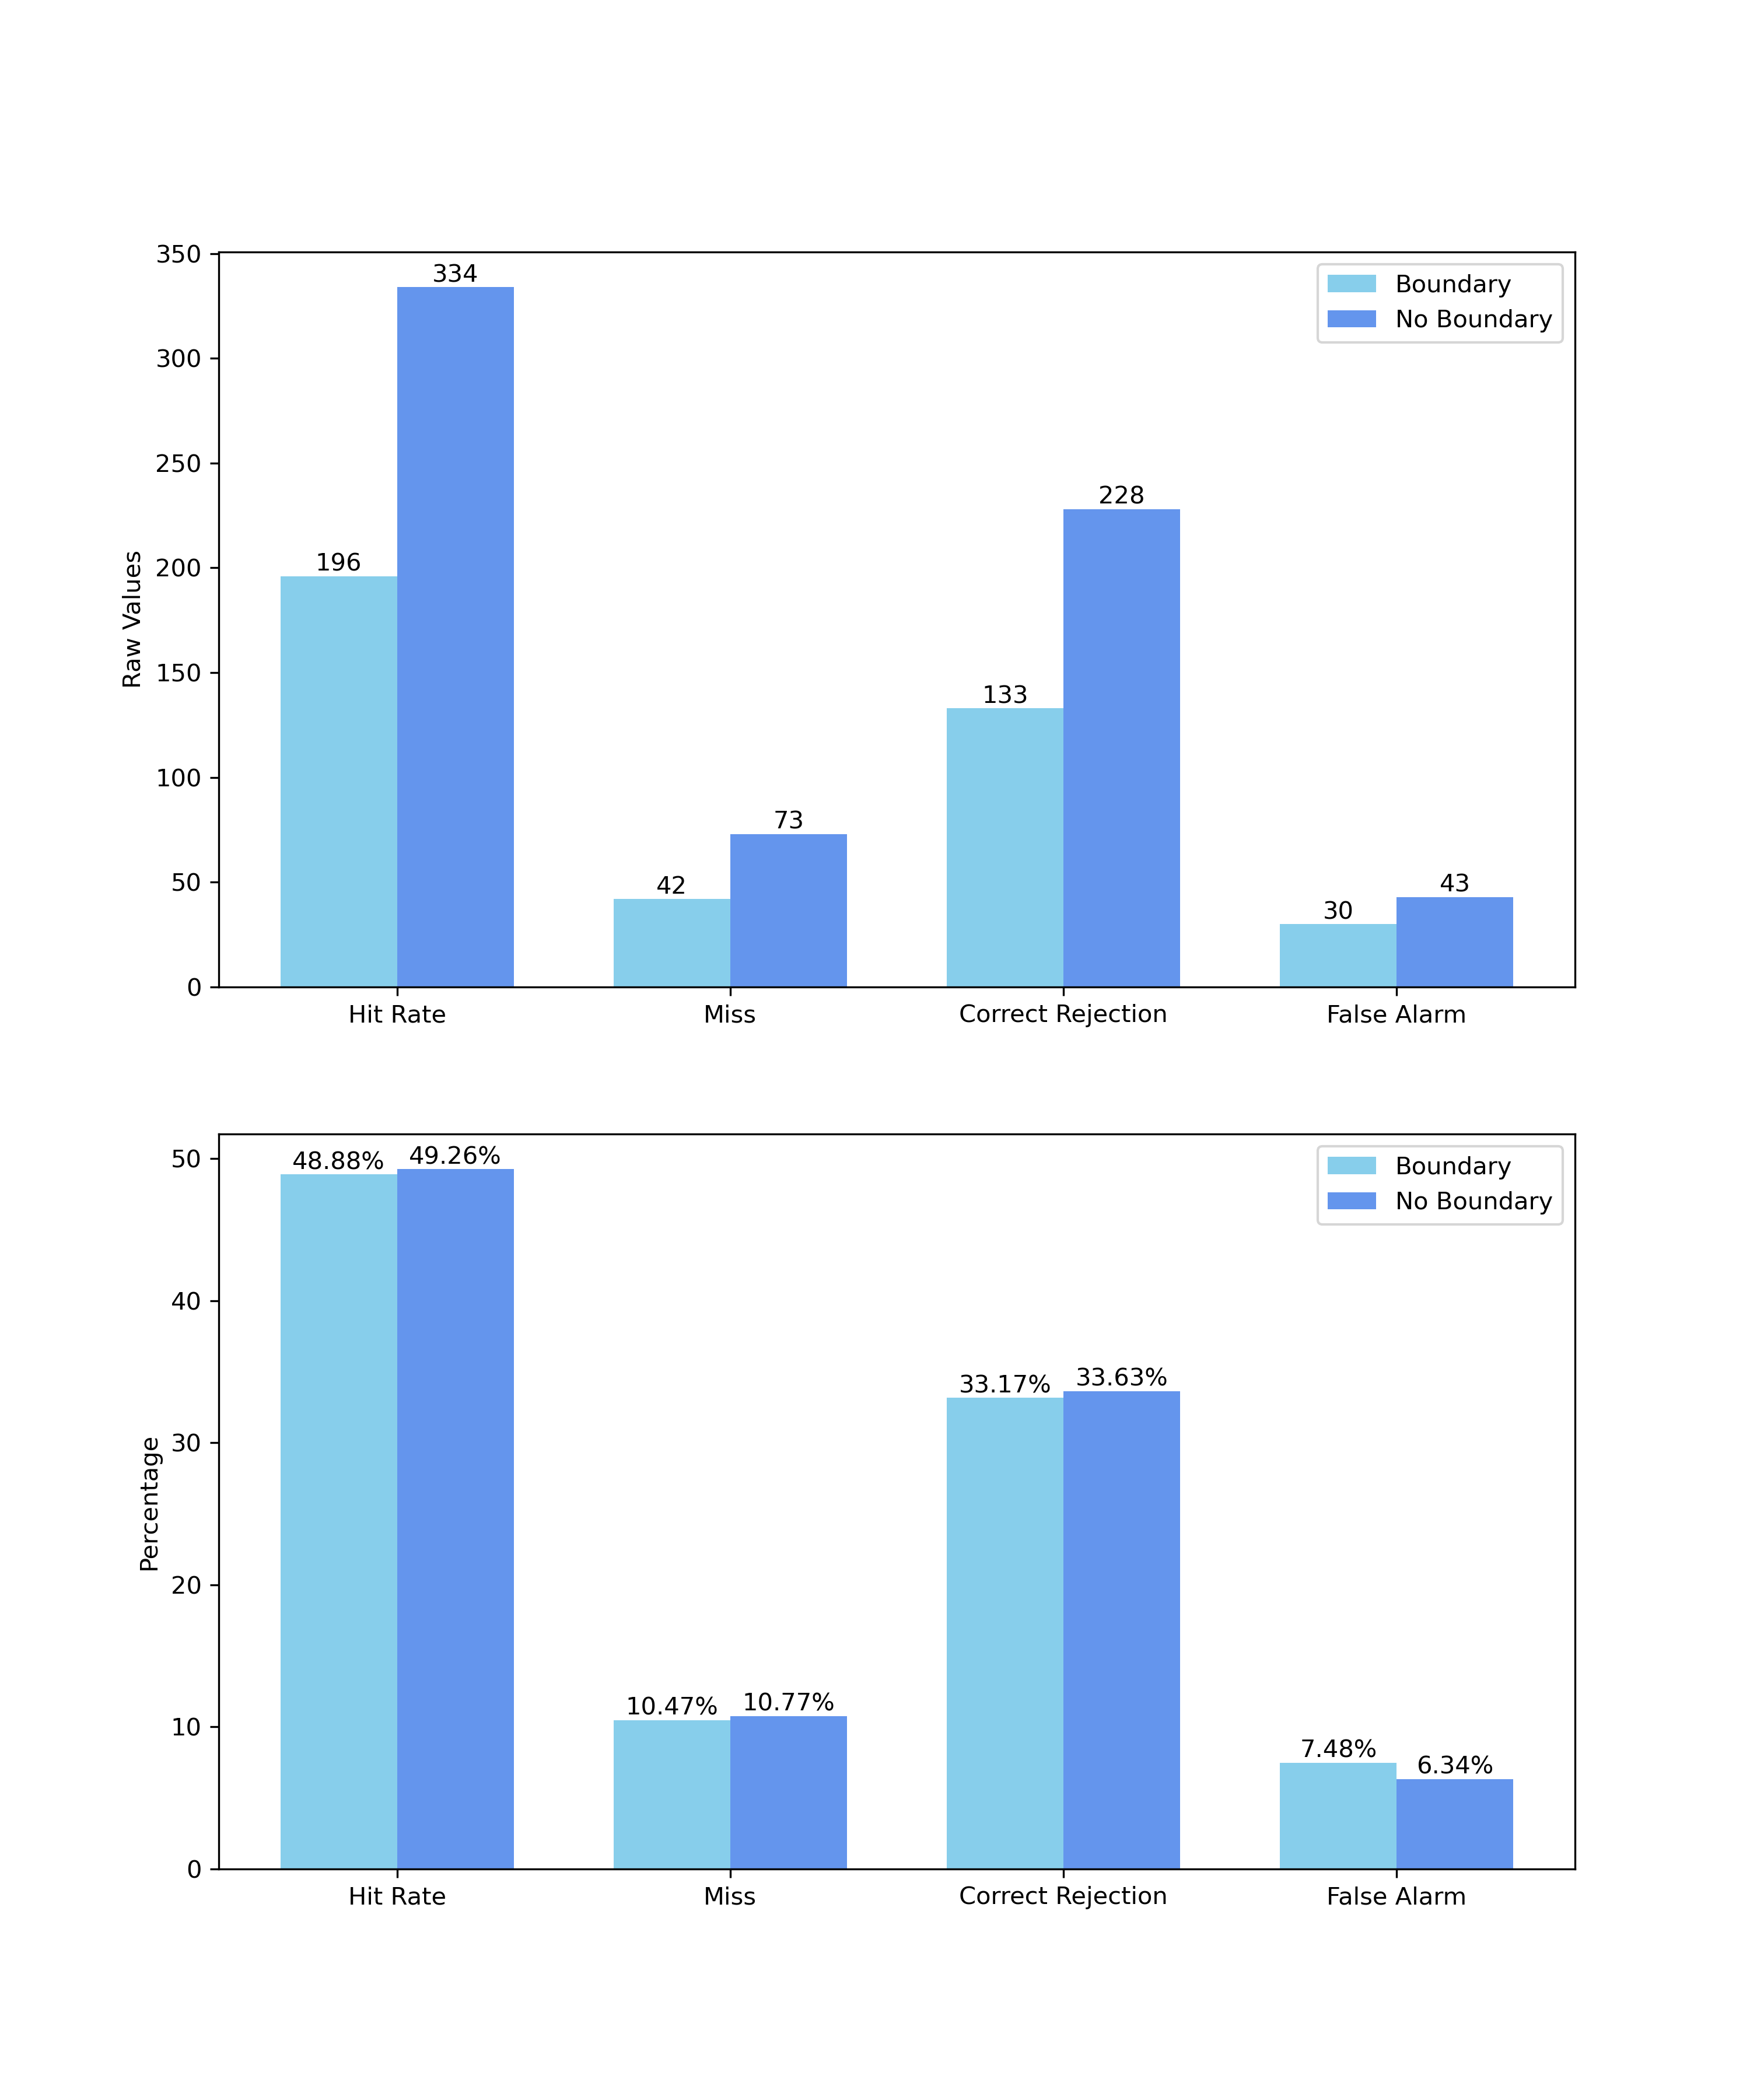 350
300
250
200
150
100
50
0
Raw Values
196
334
42
73
133
228
30
43
Boundary
No Boundary
Hit Rate
Miss
Correct Rejection
False Alarm
50
40
30
20
10
0
Percentage
48.88%
49.26%
10.47%
10.77%
33.17%
33.63%
7.48%
6.34%
Boundary
No Boundary
Hit Rate
Miss
Correct Rejection
False Alarm